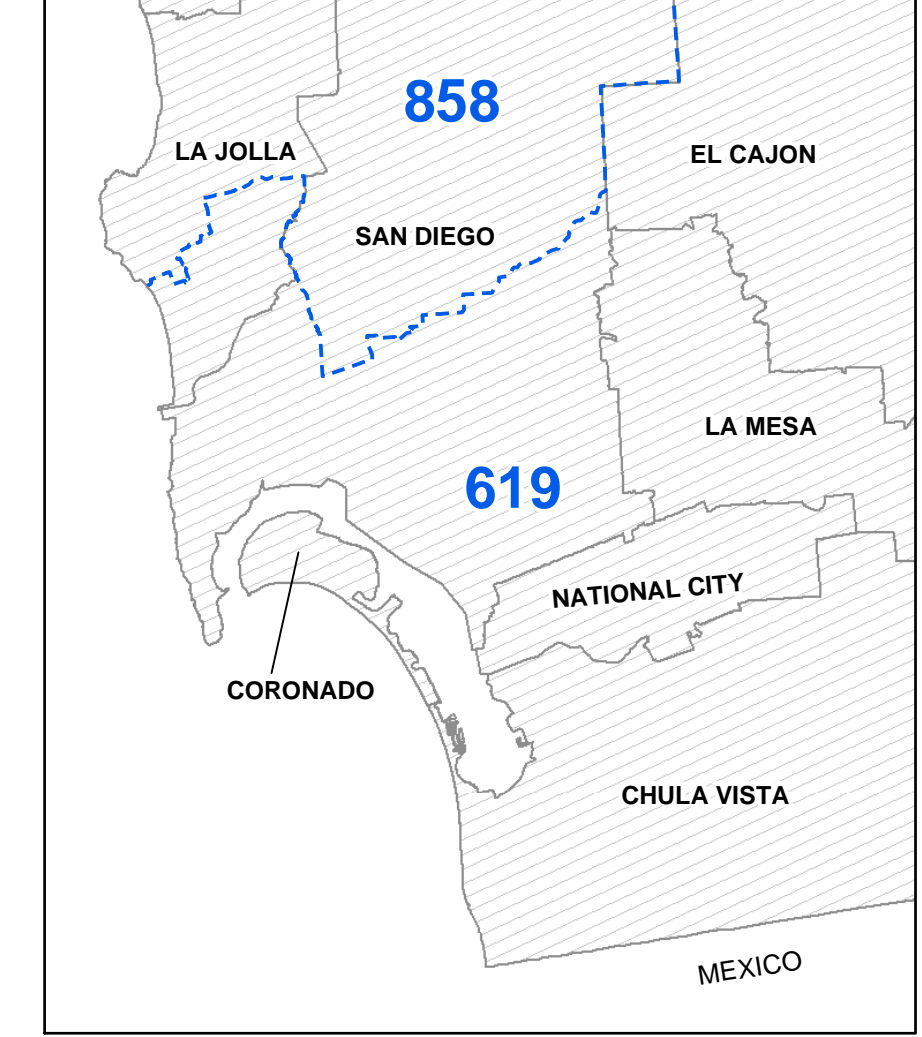 858
LA JOLLA
EL CAJON
SAN DIEGO
LA MESA
619
NATIONAL CITY
CORONADO
CHULA VISTA
MEXICO